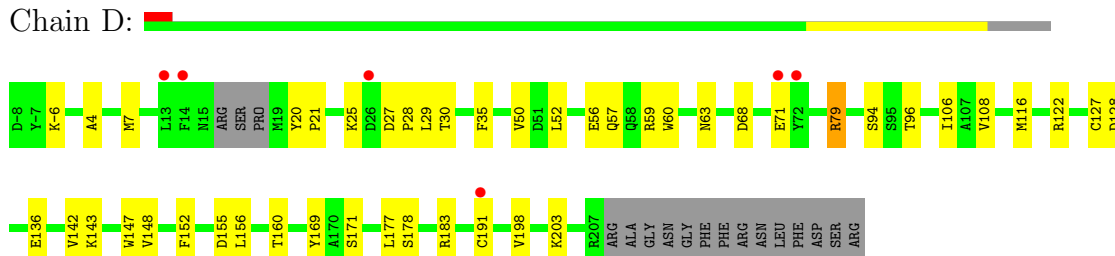 Chain D:
D-8 Y-7 K-6 A4 M7 L13 F14 N15 ARG SER PRO M19 Y20 P21 K25 D26 D27 P28 L29 T30 F35 V50 D51 L52 E56 Q57 Q58 R59 W60 N63 D68 E71 Y72 R79 S94 S95 T96 I106 A107 V108 M116 R122 C127
E136 V142 K143 W147 V148 F152 D155 L156 T160 Y169 A170 S171 L177 S178 R183 C191 V198 K203 R207 ARG ALA GLY ASN GLY PHE PHE ARG ASN LEU PHE ASP SER ARG